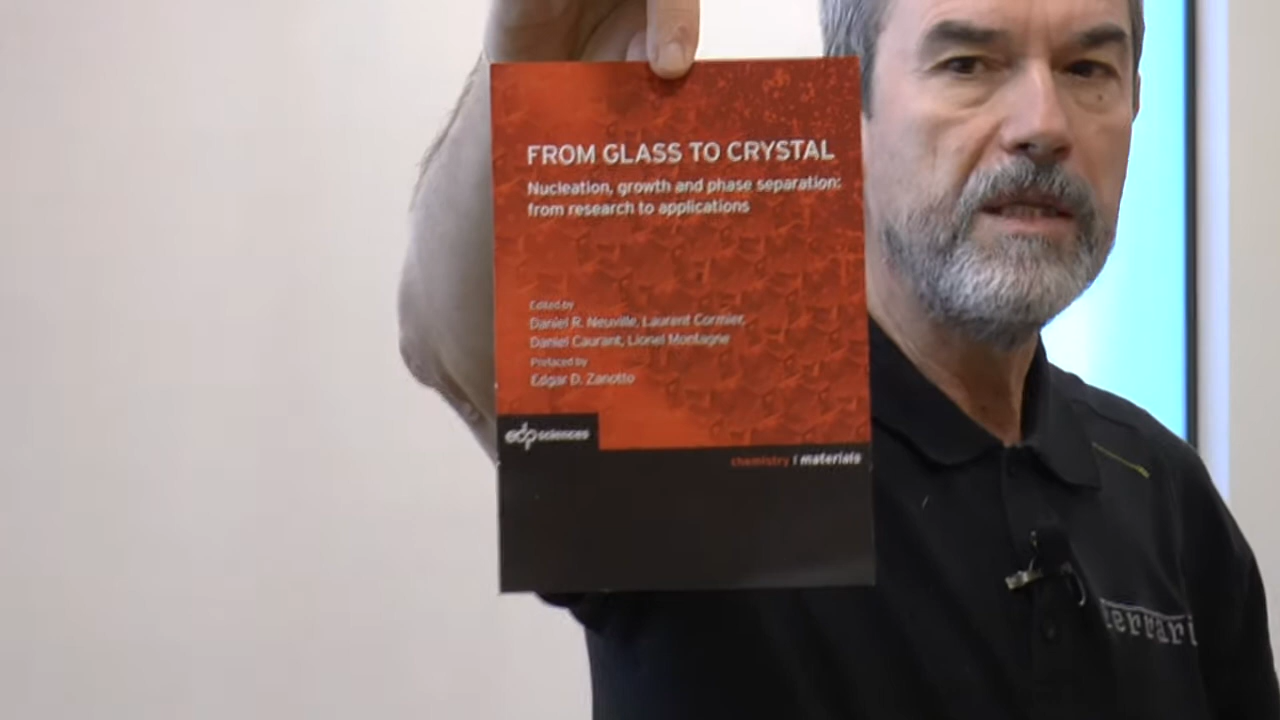 FROM GLASS TO CRYSTAL
Nucleation, growth and phase separation:
from research to applications
Edited by
Daniel R. Neuville, Laurent Cormier,
Daniel Caurant, Lionel Montagne
Prefaced by
Edgar D. Zanotto
edp sciences
chemistry | materials
Ferrari